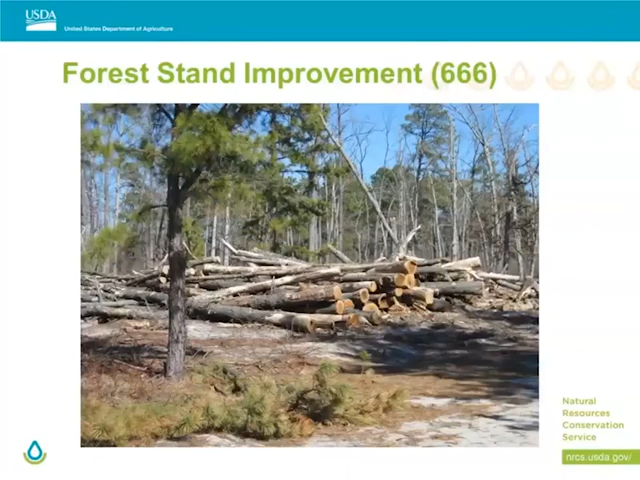 USDA
United States Department of Agriculture
Forest Stand Improvement (666)
Natural
Resources
Conservation
Service
nrcs.usda.gov/